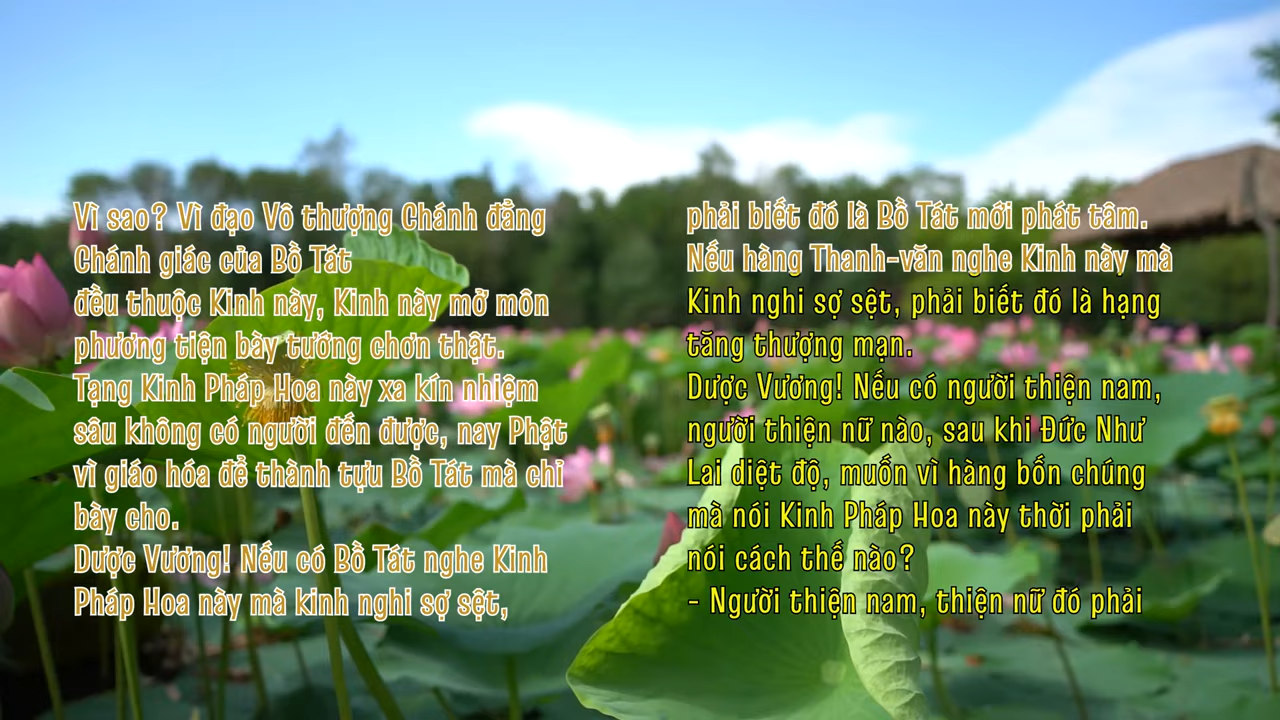 Vì sao? Vì đạo Vô thượng Chánh đẳng
Chánh giác của Bồ Tát
đều thuộc Kinh này, Kinh này mở môn
phương tiện bày tướng chơn thật.
Tạng Kinh Pháp Hoa này xa kín nhiệm
sâu không có người đến được, nay Phật
vì giáo hóa để thành tựu Bồ Tát mà chỉ
bày cho.
Dược Vương! Nếu có Bồ Tát nghe Kinh
Pháp Hoa này mà kinh nghi sợ sệt,
phải biết đó là Bồ Tát mới phát tâm.
Nếu hàng Thanh-văn nghe Kinh này mà
Kinh nghi sợ sệt, phải biết đó là hạng
tăng thượng mạn.
Dược Vương! Nếu có người thiện nam,
người thiện nữ nào, sau khi Đức Như
Lai diệt độ, muốn vì hàng bốn chúng
mà nói Kinh Pháp Hoa này thời phải
nói cách thế nào?
- Người thiện nam, thiện nữ đó phải